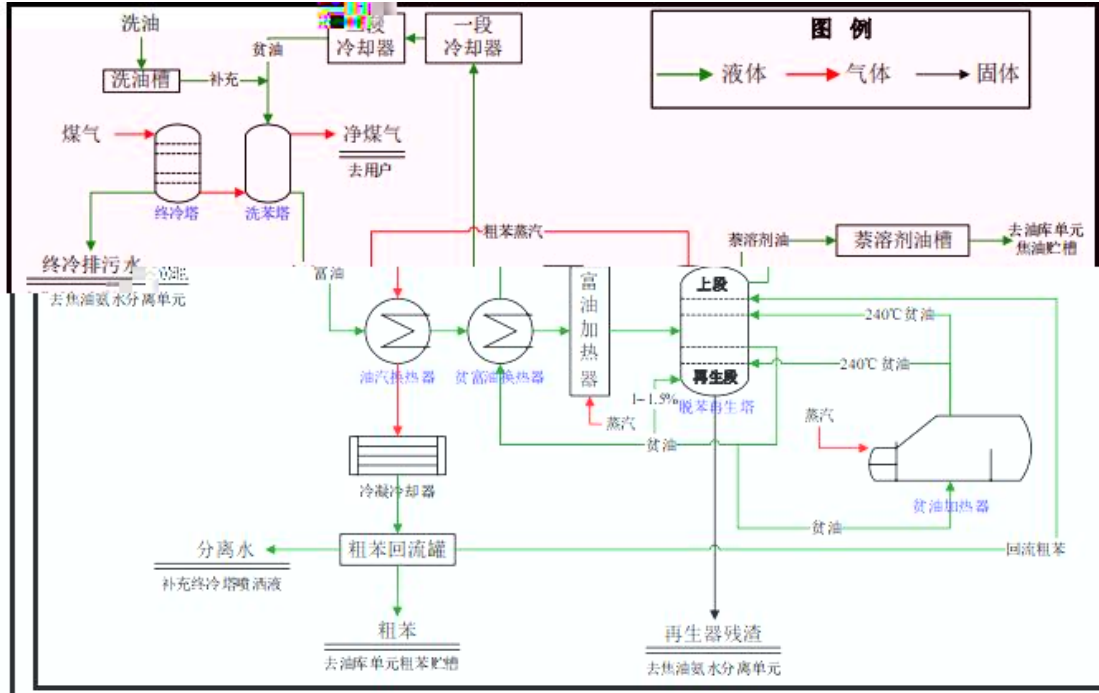 洗油
洗油槽
补充
贫油
段
冷却器
一段
冷却器
图 例
液体
气体
固体
煤气
终冷塔
洗苯塔
净煤气
去用户
终冷排污水
去焦油氨水分离单元
粗苯蒸汽
萘溶剂油
萘溶剂油槽
去油库单元
焦油贮槽
富油
油汽换热器
贫富油换热器
富油加热器
蒸汽
上段
再生段
脱苯再生塔
1~1.5%
贫油
240℃贫油
240℃贫油
蒸汽
贫油加热器
贫油
冷凝冷却器
粗苯回流罐
分离水
补充终冷塔喷洒液
回流粗苯
粗苯
去油库单元粗苯贮槽
再生器残渣
去焦油氨水分离单元